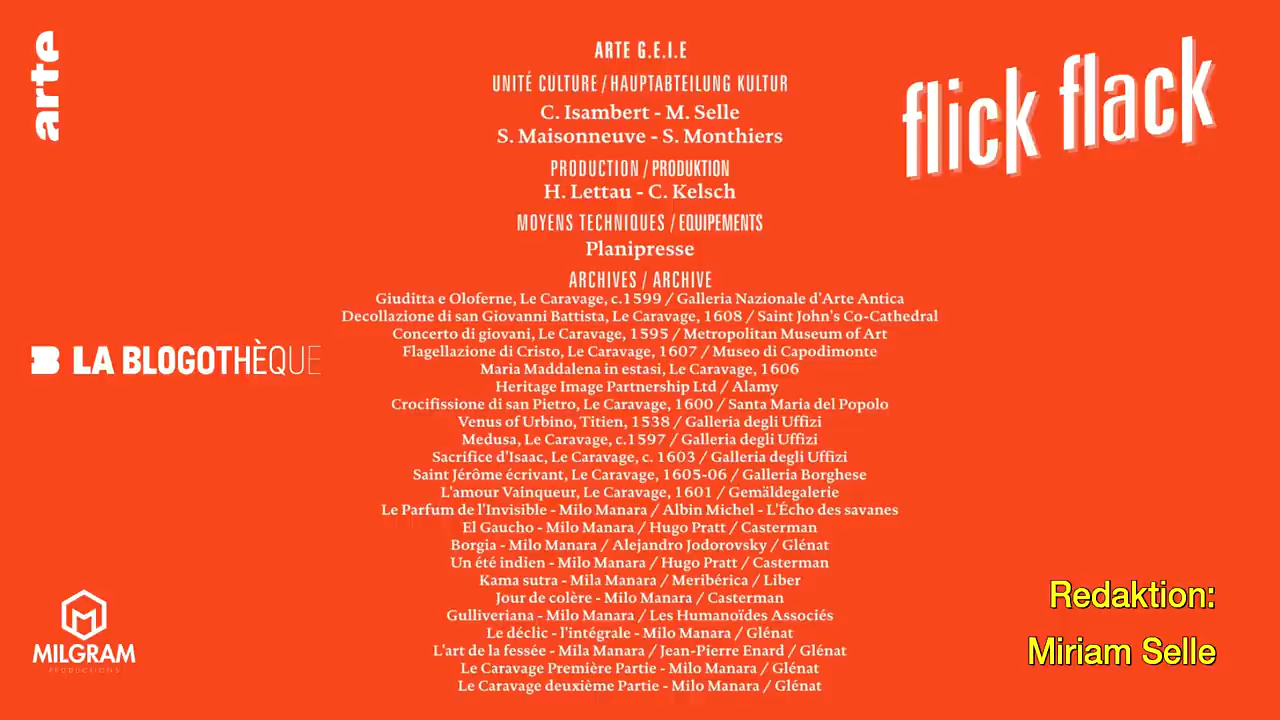 arte
ARTE G.E.I.E
UNITÉ CULTURE / HAUPTABTEILUNG KULTUR
C. Isambert - M. Selle
S. Maisonneuve - S. Monthiers
PRODUCTION / PRODUKTION
H. Lettau - C. Kelsch
MOYENS TECHNIQUES / EQUIPEMENTS
Planipresse
ARCHIVES / ARCHIVE
Giuditta e Oloferne, Le Caravage, c.1599 / Galleria Nazionale d'Arte Antica
Decollazione di san Giovanni Battista, Le Caravage, 1608 / Saint John's Co-Cathedral
Concerto di giovani, Le Caravage, 1595 / Metropolitan Museum of Art
Flagellazione di Cristo, Le Caravage, 1607 / Museo di Capodimonte
Maria Maddalena in estasi, Le Caravage, 1606
Heritage Image Partnership Ltd / Alamy
Crocifissione di san Pietro, Le Caravage, 1600 / Santa Maria del Popolo
Venus of Urbino, Titien, 1538 / Galleria degli Uffizi
Medusa, Le Caravage, c.1597 / Galleria degli Uffizi
Sacrifice d'Isaac, Le Caravage, c. 1603 / Galleria degli Uffizi
Saint Jérôme écrivant, Le Caravage, 1605-06 / Galleria Borghese
L'amour Vainqueur, Le Caravage, 1601 / Gemäldegalerie
Le Parfum de l'Invisible - Milo Manara / Albin Michel - L'Écho des savanes
El Gaucho - Milo Manara / Hugo Pratt / Casterman
Borgia - Milo Manara / Alejandro Jodorovsky / Glénat
Un été indien - Milo Manara / Hugo Pratt / Casterman
Kama sutra - Mila Manara / Meribérica / Liber
Jour de colère - Milo Manara / Casterman
Gulliveriana - Milo Manara / Les Humanoïdes Associés
Le déclic - l'intégrale - Milo Manara / Glénat
L'art de la fessée - Mila Manara / Jean-Pierre Enard / Glénat
Le Caravage Première Partie - Milo Manara / Glénat
Le Caravage deuxième Partie - Milo Manara / Glénat
flick flack
LA BLOGOTHÈQUE
MILGRAM
PRODUCTIONS
Redaktion:
Miriam Selle